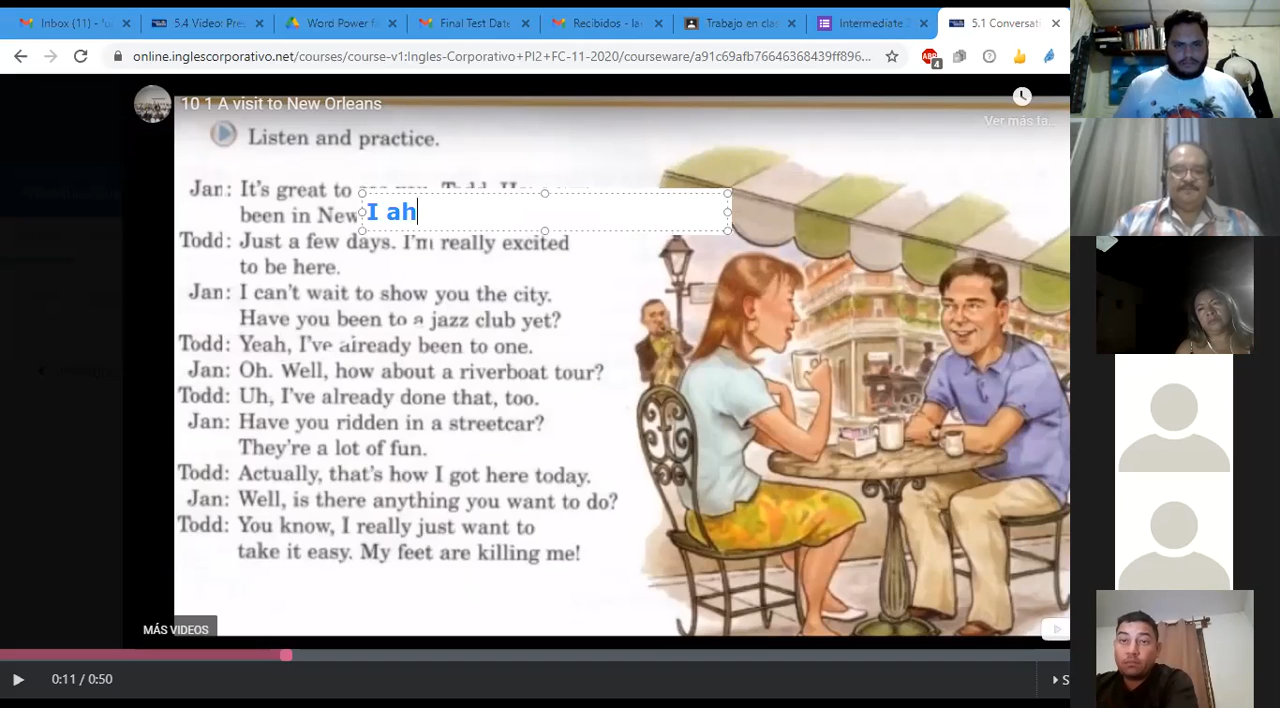 Inbox (11) - "u
5.4 Video: Pre
Word Power f
Final Test Date
Recibidos - la
Trabajo en cla
Intermediate 2
5.1 Conversati
online.inglescorporativo.net/courses/course-v1:Ingles-Corporativo+PI2+FC-11-2020/courseware/a91c69afb76646368439ff896...
ABP
4
10 1 A visit to New Orleans
Ver más ta...
Listen and practice.
Jan: It's great to see you, Todd.
been in New
I ah
Todd: Just a few days. I'm really excited
to be here.
Jan: I can't wait to show you the city.
Have you been to a jazz club yet?
Todd: Yeah, I've already been to one.
Jan: Oh. Well, how about a riverboat tour?
Todd: Uh, I've already done that, too.
Jan: Have you ridden in a streetcar?
They're a lot of fun.
Todd: Actually, that's how I got here today.
Jan: Well, is there anything you want to do?
Todd: You know, I really just want to
take it easy. My feet are killing me!
MÁS VIDEOS
0:11 / 0:50
S